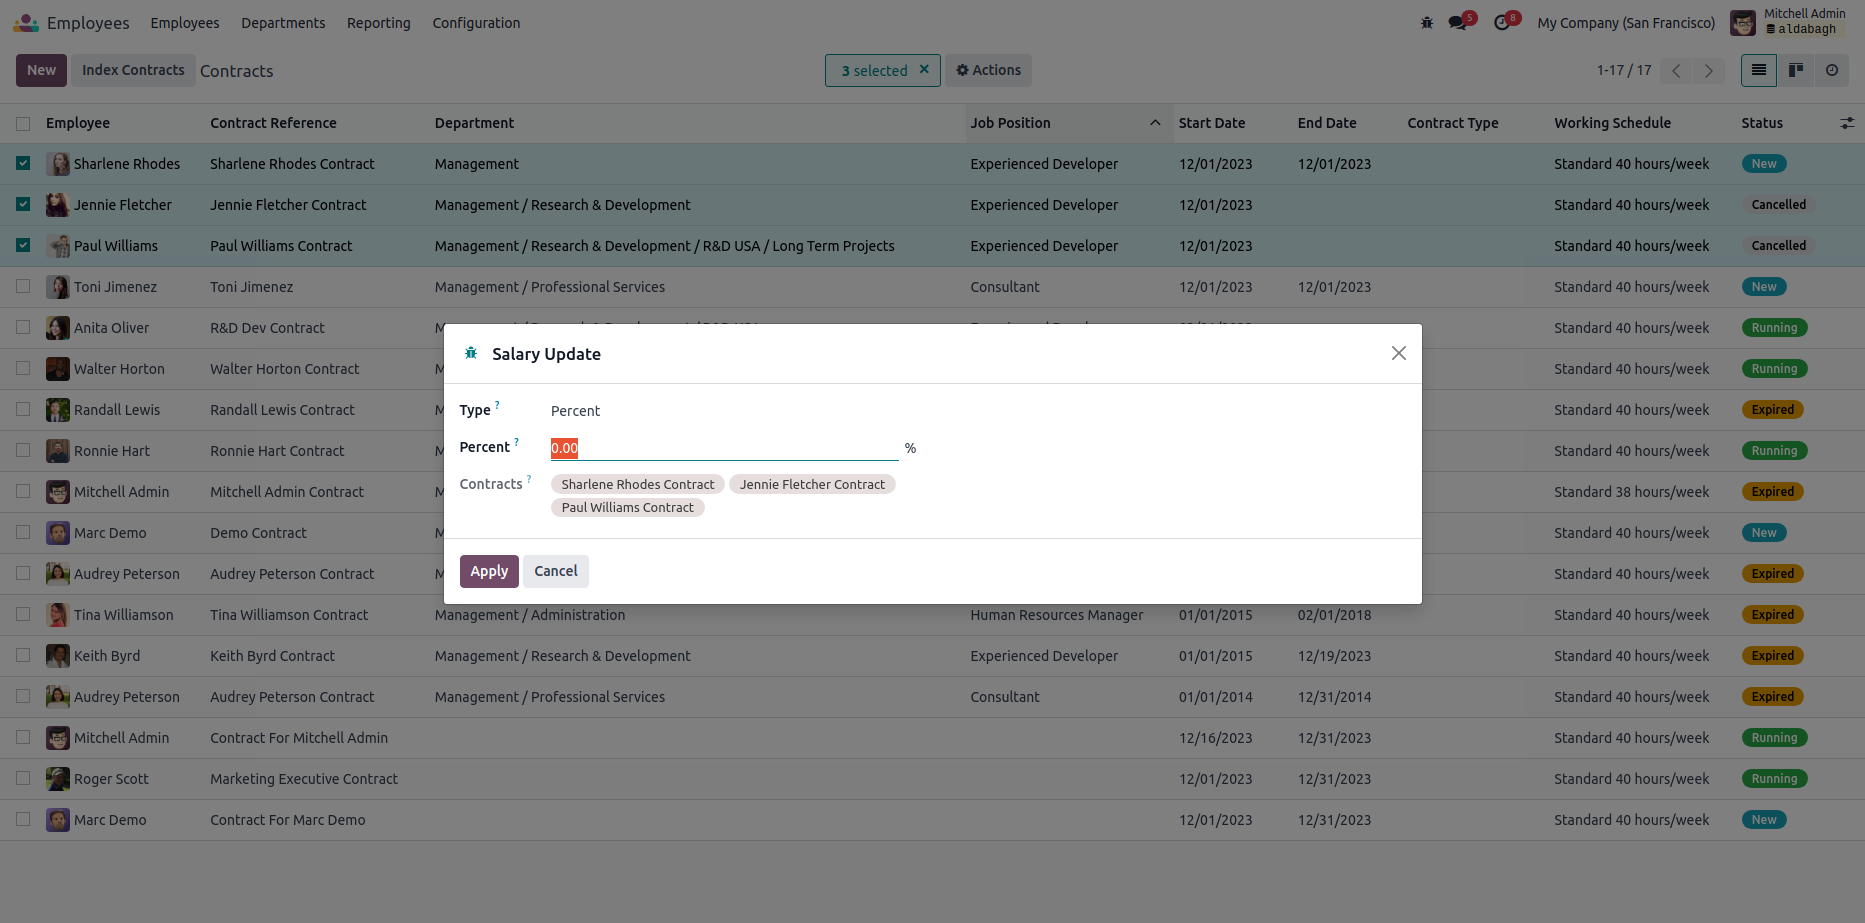 Employees Employees Departments Reporting Configuration 5 8 My Company (San Francisco) Mitchell Admin
aldabagh
New Index Contracts Contracts 3 selected × Actions 1-17 / 17
Employee Contract Reference Department Job Position Start Date End Date Contract Type Working Schedule Status
Sharlene Rhodes Sharlene Rhodes Contract Management Experienced Developer 12/01/2023 12/01/2023 Standard 40 hours/week New
Jennie Fletcher Jennie Fletcher Contract Management / Research & Development Experienced Developer 12/01/2023 Standard 40 hours/week Cancelled
Paul Williams Paul Williams Contract Management / Research & Development / R&D USA / Long Term Projects Experienced Developer 12/01/2023 Standard 40 hours/week Cancelled
Toni Jimenez Toni Jimenez Management / Professional Services Consultant 12/01/2023 12/01/2023 Standard 40 hours/week New
Anita Oliver R&D Dev Contract Standard 40 hours/week Running
Walter Horton Walter Horton Contract Standard 40 hours/week Running
Randall Lewis Randall Lewis Contract Standard 40 hours/week Expired
Ronnie Hart Ronnie Hart Contract Standard 40 hours/week Running
Mitchell Admin Mitchell Admin Contract Standard 38 hours/week Expired
Marc Demo Demo Contract Standard 40 hours/week New
Audrey Peterson Audrey Peterson Contract Standard 40 hours/week Expired
Tina Williamson Tina Williamson Contract Management / Administration Human Resources Manager 01/01/2015 02/01/2018 Standard 40 hours/week Expired
Keith Byrd Keith Byrd Contract Management / Research & Development Experienced Developer 01/01/2015 12/19/2023 Standard 40 hours/week Expired
Audrey Peterson Audrey Peterson Contract Management / Professional Services Consultant 01/01/2014 12/31/2014 Standard 40 hours/week Expired
Mitchell Admin Contract For Mitchell Admin 12/16/2023 12/31/2023 Standard 40 hours/week Running
Roger Scott Marketing Executive Contract 12/01/2023 12/31/2023 Standard 40 hours/week Running
Marc Demo Contract For Marc Demo 12/01/2023 12/31/2023 Standard 40 hours/week New
Salary Update
Type ? Percent
Percent ? 0.00 %
Contracts ? Sharlene Rhodes Contract Jennie Fletcher Contract
Paul Williams Contract
Apply Cancel